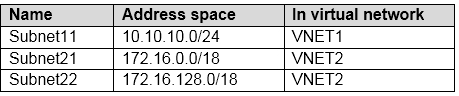 Name Address space In virtual network
Subnet11 10.10.10.0/24 VNET1
Subnet21 172.16.0.0/18 VNET2
Subnet22 172.16.128.0/18 VNET2